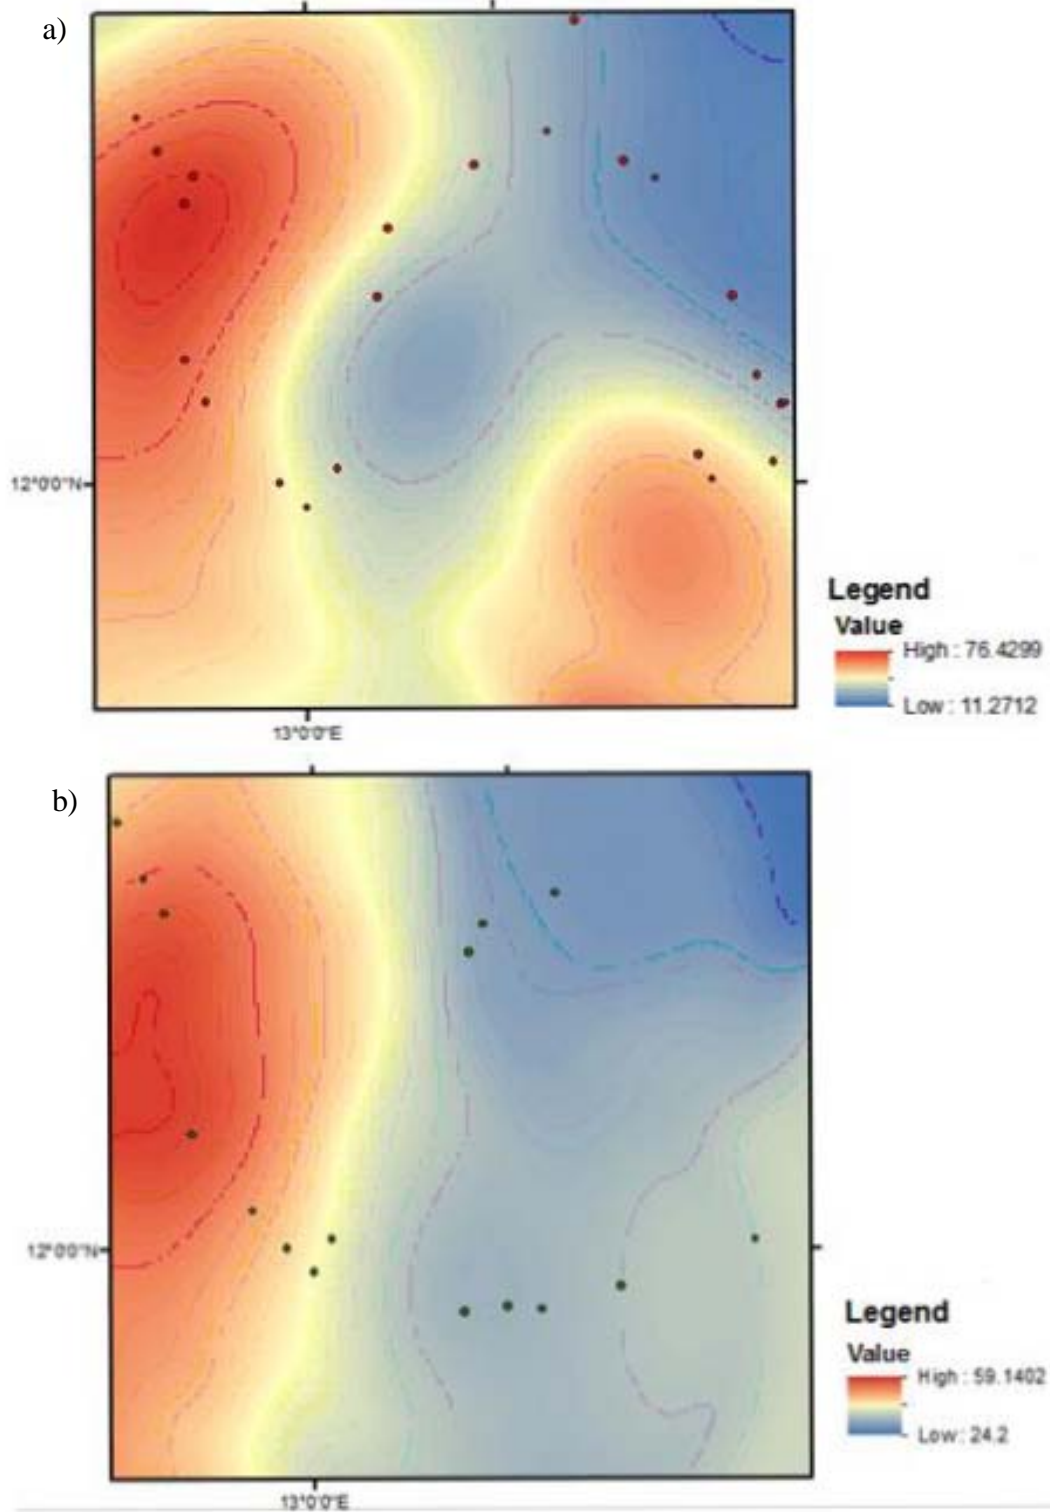 a)
12°0'0"N
Legend
Value
High : 76.4299
Low : 11.2712
13°0'0"E
b)
12°0'0"N
Legend
Value
High : 59.1402
Low : 24.2
13°0'0"E